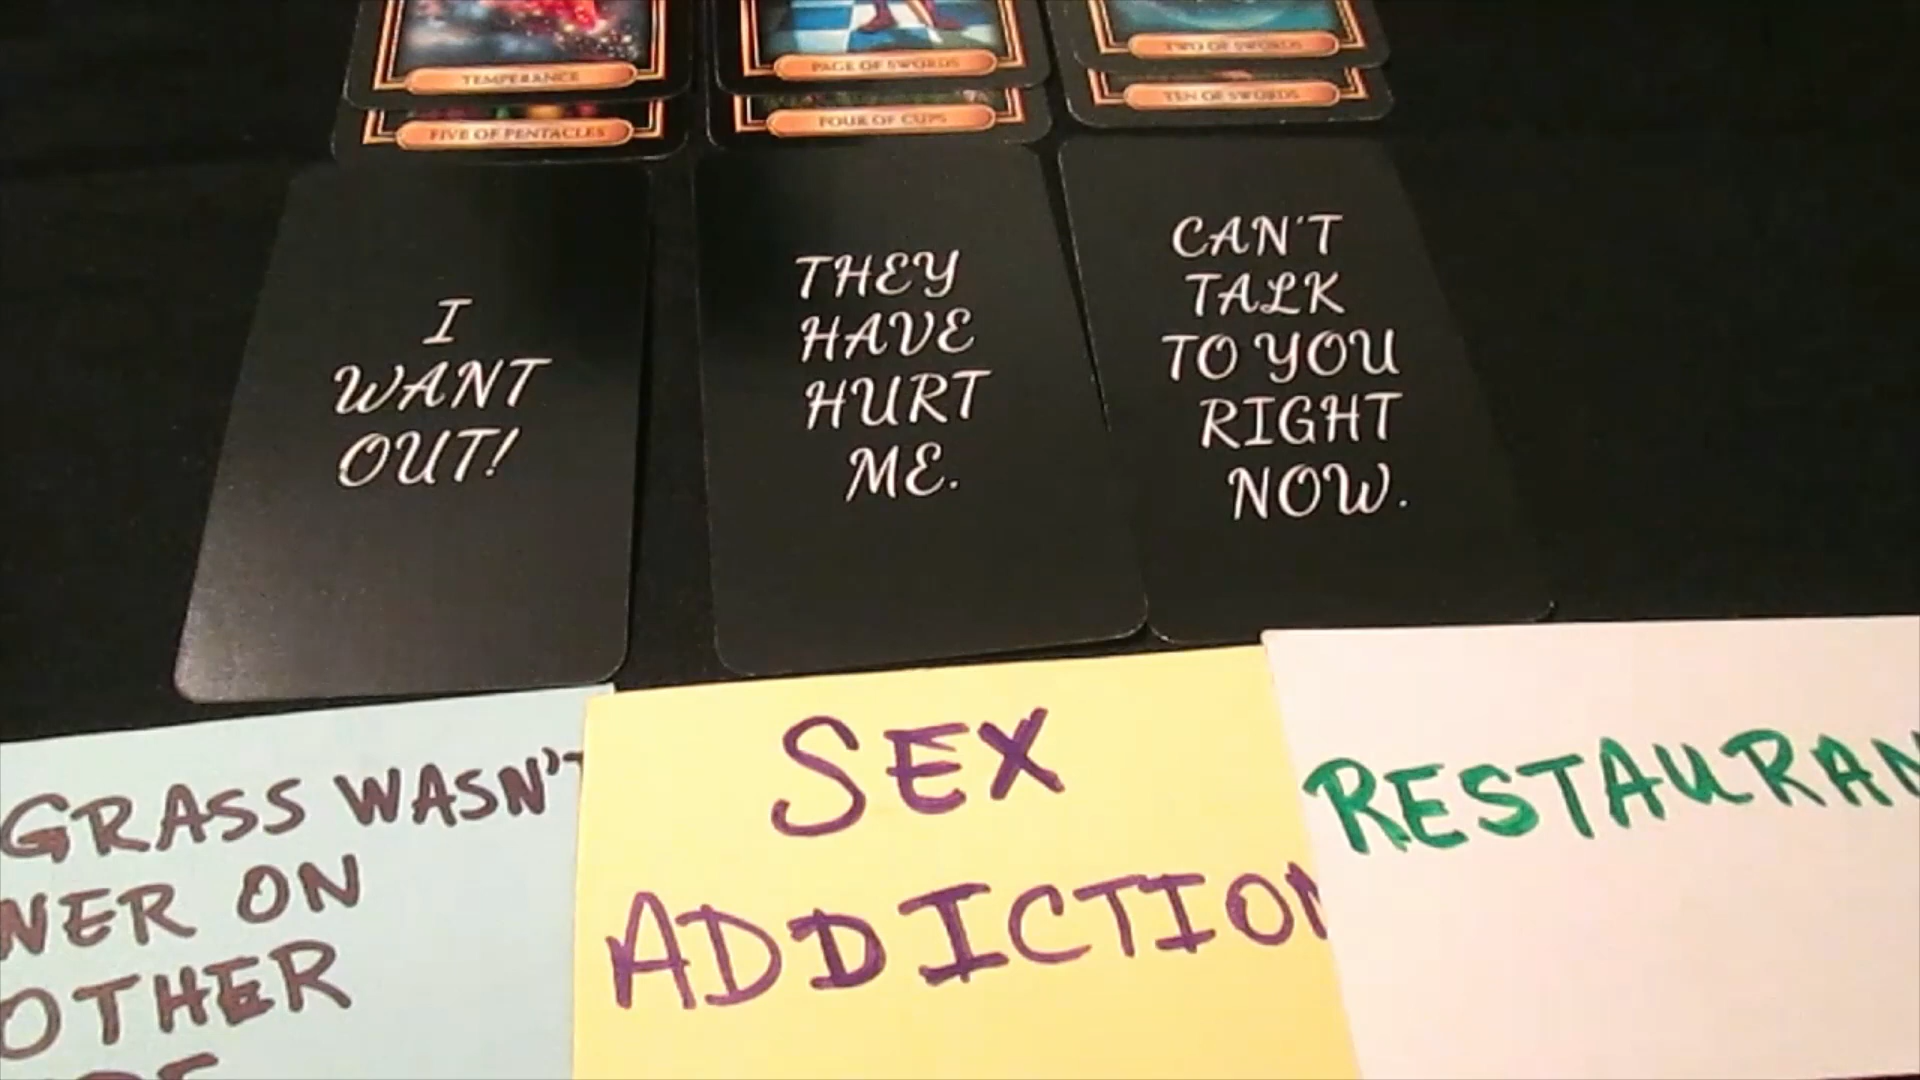 TEMPERANCE
FIVE OF PENTACLES
PAGE OF SWORDS
FOUR OF CUPS
TWO OF SWORDS
TEN OF SWORDS
I
WANT
OUT!
THEY
HAVE
HURT
ME.
CAN'T
TALK
TO YOU
RIGHT
NOW.
GRASS WASN'T
NER ON
OTHER
SEX
ADDICTION
RESTAURAN